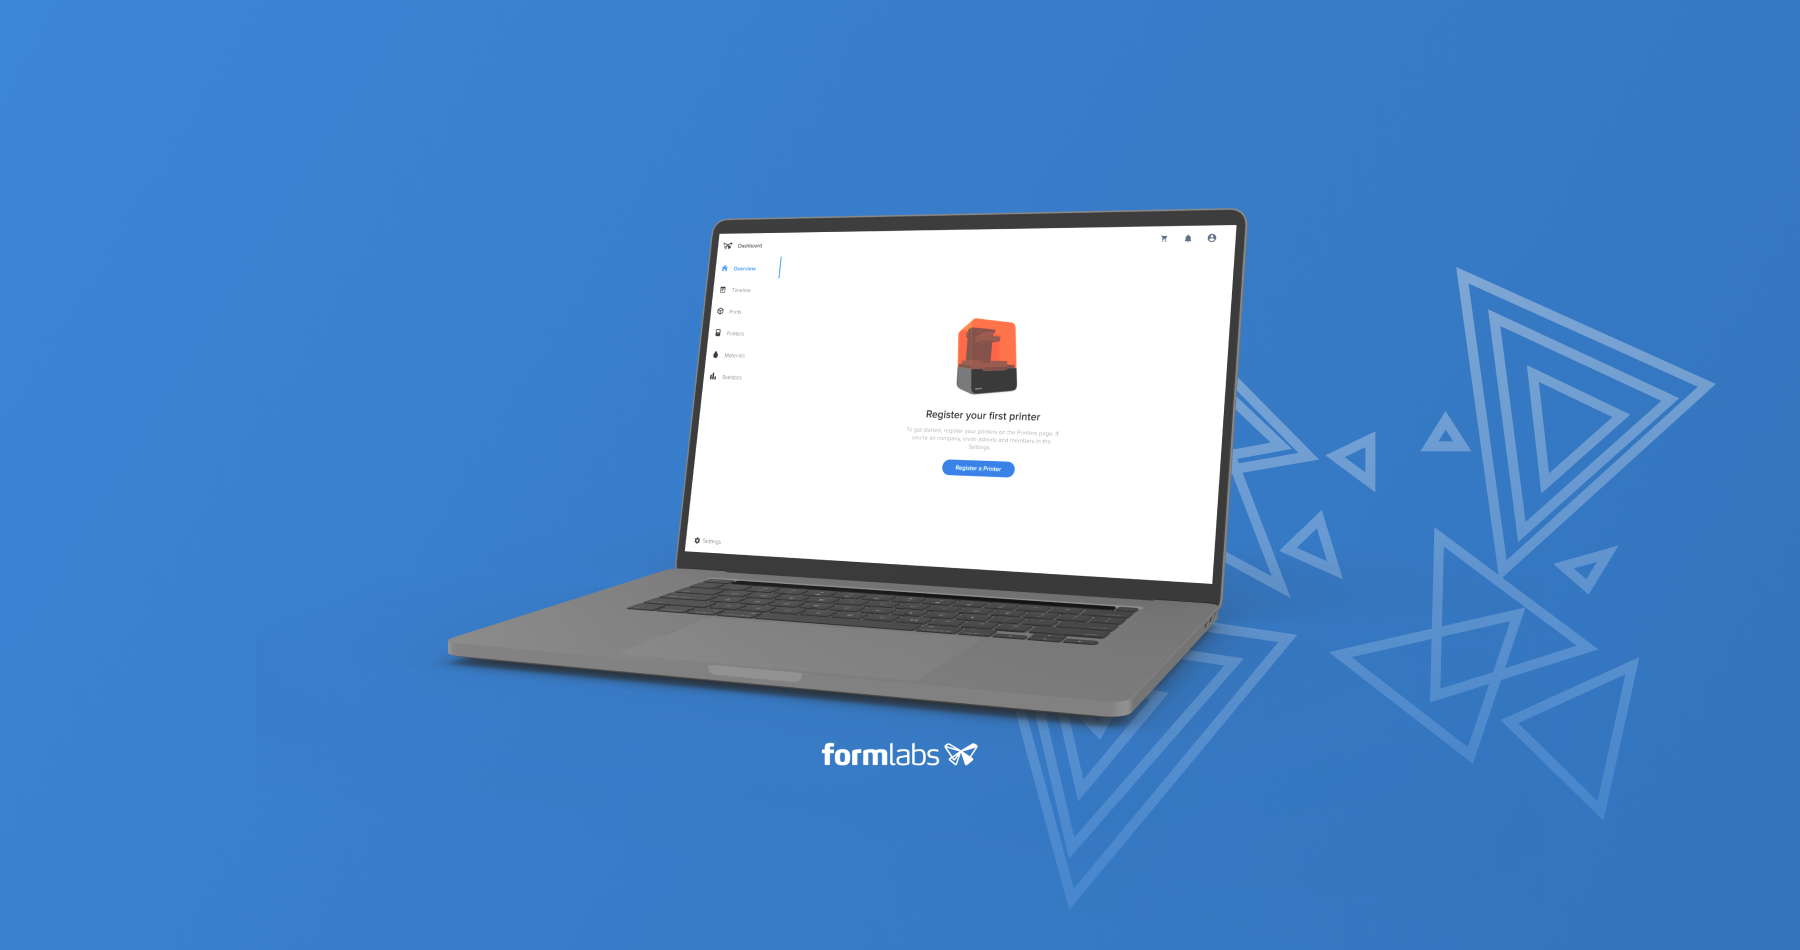 Dashboard
Overview
Timeline
Prints
Printers
Materials
Statistics
Settings
Register your first printer
To get started, register your printers on the Printers page. If
you're an company, invite admins and members in the
Settings.
Register a Printer
formlabs